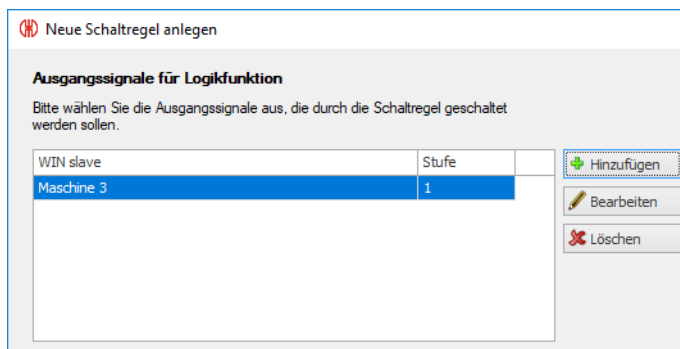 Neue Schaltregel anlegen
Ausgangssignale für Logikfunktion
Bitte wählen Sie die Ausgangssignale aus, die durch die Schaltregel geschaltet
werden sollen.
WIN slave Stufe
Hinzufügen
Maschine 3 1
Bearbeiten
Löschen